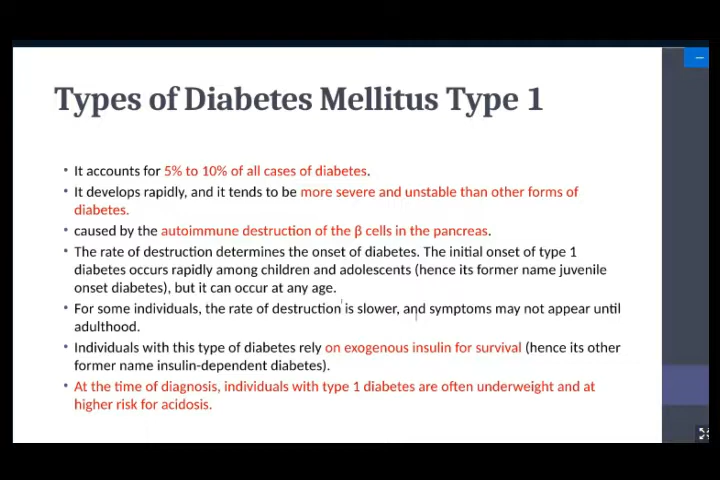 Types of Diabetes Mellitus Type 1
• It accounts for 5% to 10% of all cases of diabetes.
• It develops rapidly, and it tends to be more severe and unstable than other forms of
diabetes.
• caused by the autoimmune destruction of the β cells in the pancreas.
• The rate of destruction determines the onset of diabetes. The initial onset of type 1
diabetes occurs rapidly among children and adolescents (hence its former name juvenile
onset diabetes), but it can occur at any age.
• For some individuals, the rate of destruction is slower, and symptoms may not appear until
adulthood.
• Individuals with this type of diabetes rely on exogenous insulin for survival (hence its other
former name insulin-dependent diabetes).
• At the time of diagnosis, individuals with type 1 diabetes are often underweight and at
higher risk for acidosis.